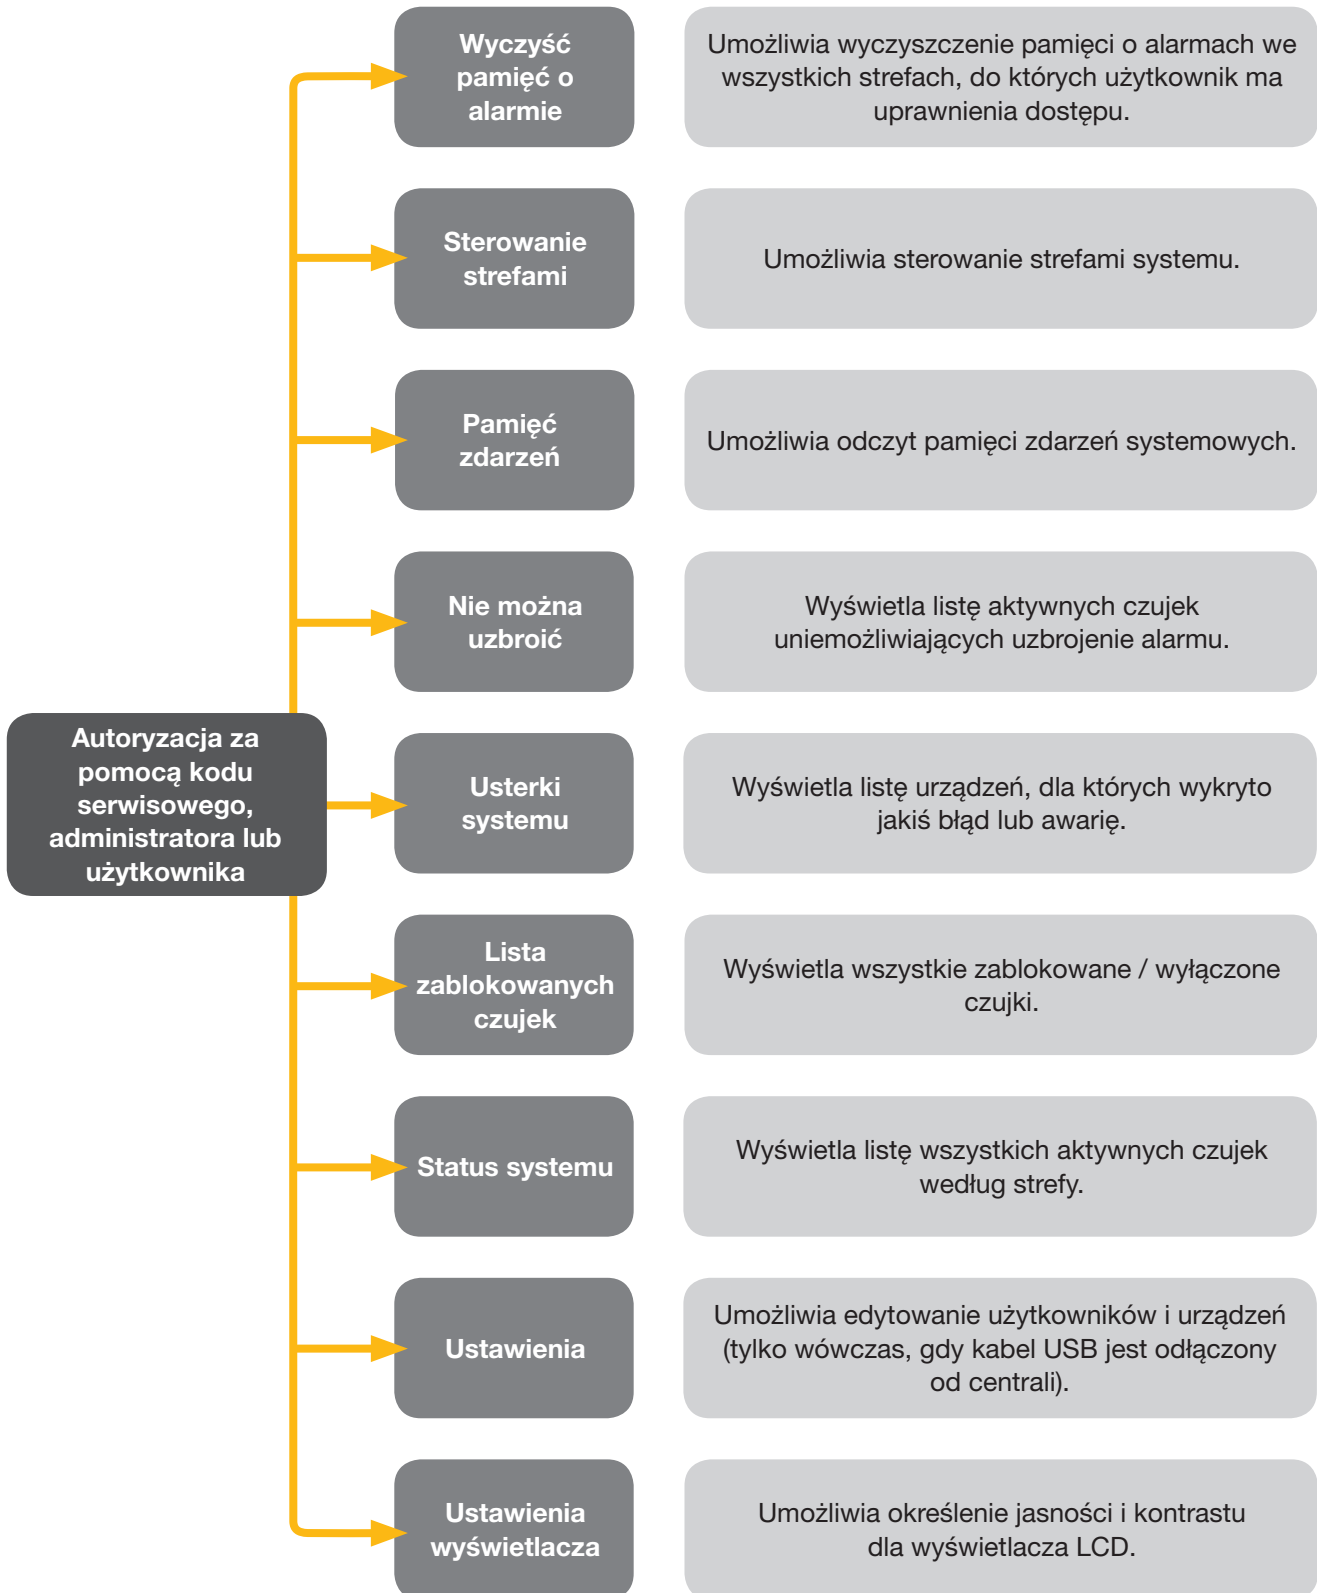 Wyczyść
pamięć o
alarmie
Umożliwia wyczyszczenie pamięci o alarmach we
wszystkich strefach, do których użytkownik ma
uprawnienia dostępu.
Sterowanie
strefami
Umożliwia sterowanie strefami systemu.
Pamięć
zdarzeń
Umożliwia odczyt pamięci zdarzeń systemowych.
Nie można
uzbroić
Wyświetla listę aktywnych czujek
uniemożliwiających uzbrojenie alarmu.
Autoryzacja za
pomocą kodu
serwisowego,
administratora lub
użytkownika
Usterki
systemu
Wyświetla listę urządzeń, dla których wykryto
jakiś błąd lub awarię.
Lista
zablokowanych
czujek
Wyświetla wszystkie zablokowane / wyłączone
czujki.
Status systemu
Wyświetla listę wszystkich aktywnych czujek
według strefy.
Ustawienia
Umożliwia edytowanie użytkowników i urządzeń
(tylko wówczas, gdy kabel USB jest odłączony
od centrali).
Ustawienia
wyświetlacza
Umożliwia określenie jasności i kontrastu
dla wyświetlacza LCD.